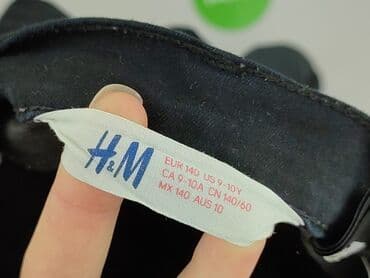 H&M
EUR 140 US 9-10Y
CA 9-10A CN 140/60
MX 140 AUS 10